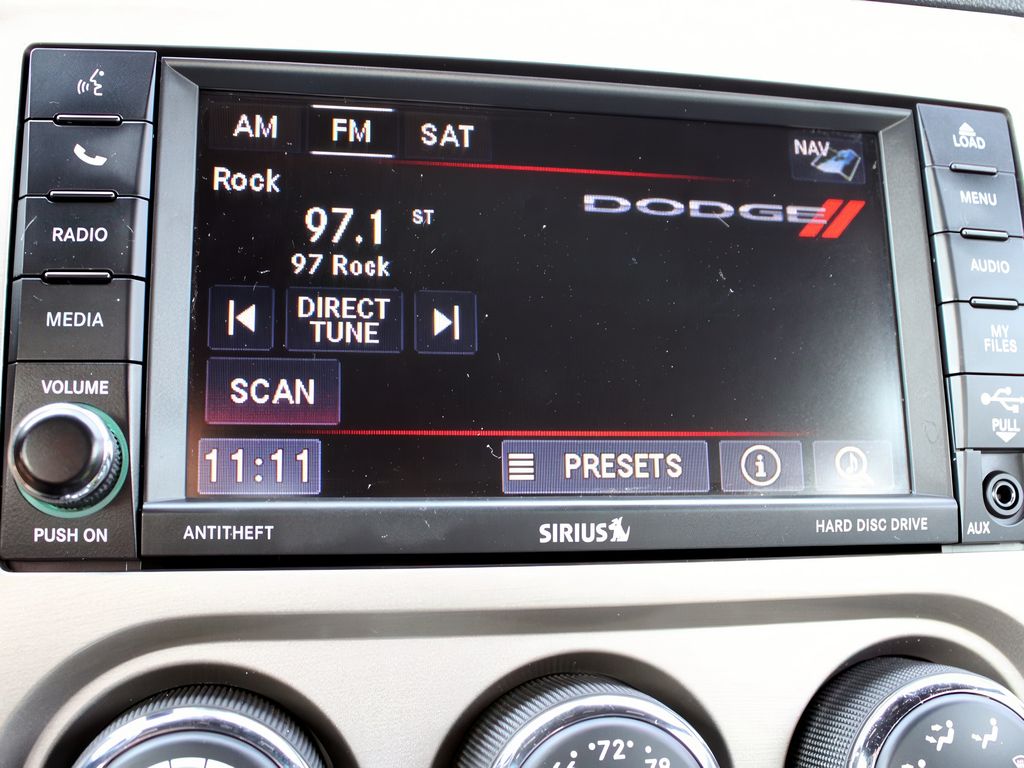 AM FM SAT
NAV
LOAD
Rock
MENU
DODGE
97.1 ST
RADIO
97 Rock
AUDIO
DIRECT
TUNE
MEDIA
MY
FILES
VOLUME
SCAN
PULL
11:11
PRESETS
i
PUSH ON
ANTITHEFT
SIRIUS
HARD DISC DRIVE
AUX
72
78